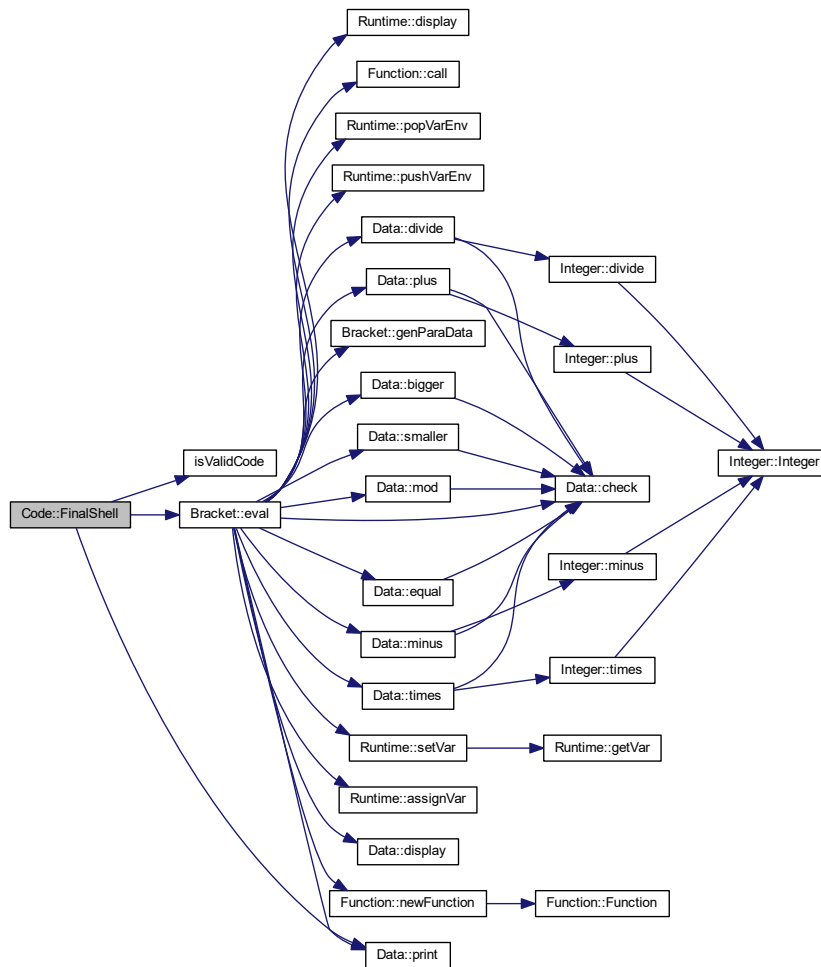 Runtime::display
Function::call
Runtime::popVarEnv
Runtime::pushVarEnv
Data::divide
Integer::divide
Data::plus
Bracket::genParaData
Integer::plus
Data::bigger
Data::smaller
isValidCode
Integer::Integer
Data::mod
Data::check
Code::FinalShell
Bracket::eval
Integer::minus
Data::equal
Data::minus
Integer::times
Data::times
Runtime::setVar
Runtime::getVar
Runtime::assignVar
Data::display
Function::newFunction
Function::Function
Data::print